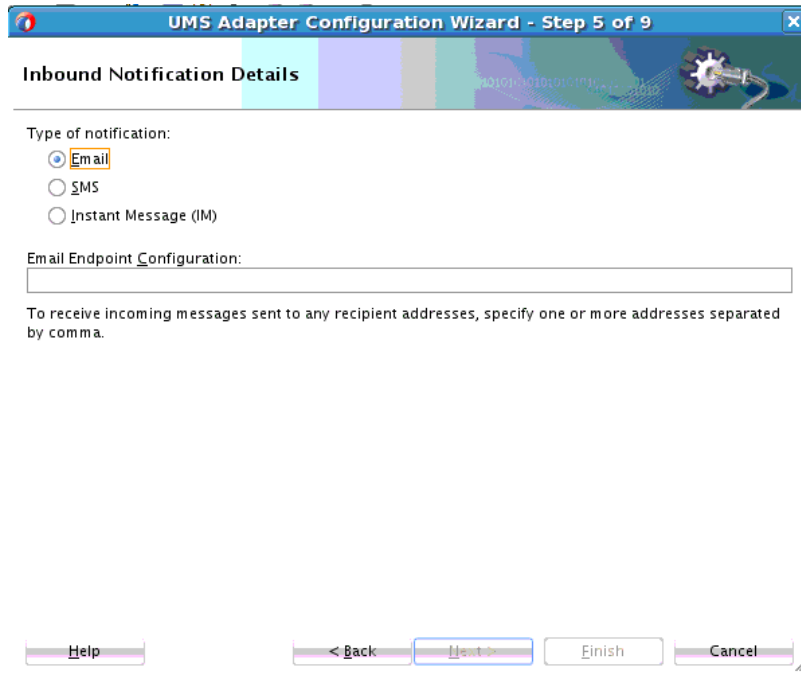 UMS Adapter Configuration Wizard - Step 5 of 9
Inbound Notification Details
Type of notification:
Email
SMS
Instant Message (IM)
Email Endpoint Configuration:
To receive incoming messages sent to any recipient addresses, specify one or more addresses separated
by comma.
Help
< Back
Next >
Finish
Cancel